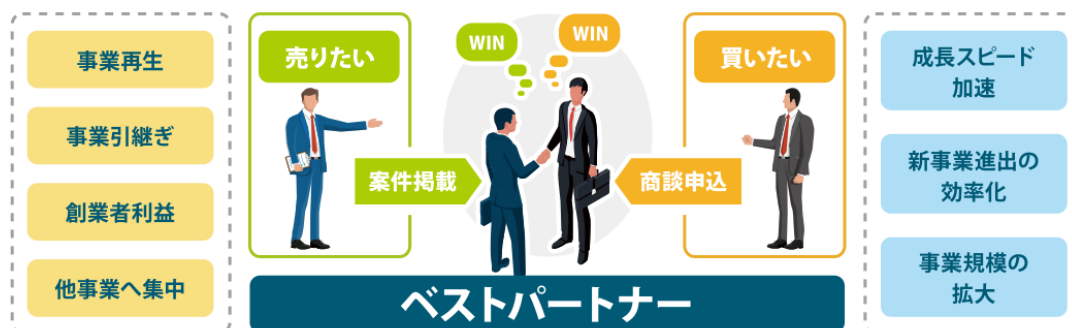 事業再生
事業引継ぎ
創業者利益
他事業へ集中
売りたい
案件掲載
WIN
WIN
買いたい
商談申込
ベストパートナー
成長スピード
加速
新事業進出の
効率化
事業規模の
拡大